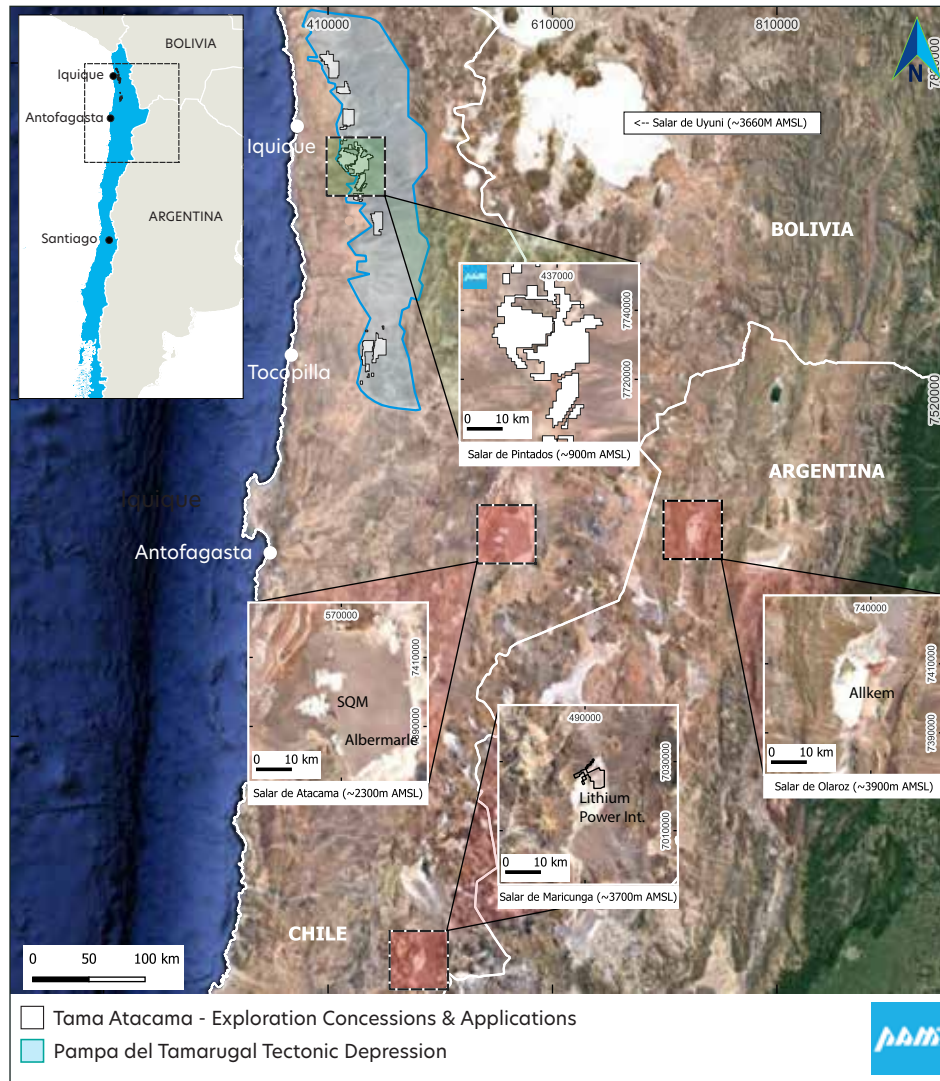 410000
610000
810000
BOLIVIA
Iquique
Antofagasta
ARGENTINA
Santiago
N
<-- Salar de Uyuni (~3660M AMSL)
Iquique
BOLIVIA
pam
437000
7740000
7720000
0 10 km
Salar de Pintados (~900m AMSL)
Tocopilla
7520000
ARGENTINA
Iquique
Antofagasta
570000
7410000
SQM
7390000
Albermarle
0 10 km
Salar de Atacama (~2300m AMSL)
740000
7410000
Allkem
7390000
0 10 km
Salar de Olaroz (~3900m AMSL)
490000
7030000
Lithium
Power Int.
7010000
0 10 km
Salar de Maricunga (~3700m AMSL)
CHILE
0 50 100 km
Tama Atacama - Exploration Concessions & Applications
Pampa del Tamarugal Tectonic Depression
pam